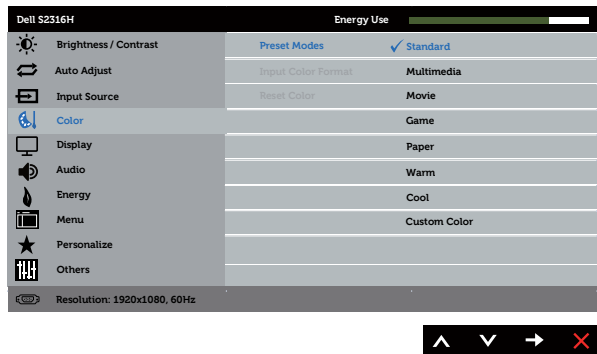 Dell S2316H Energy Use
Brightness / Contrast Preset Modes Standard
Auto Adjust Input Color Format Multimedia
Input Source Reset Color Movie
Color Game
Display Paper
Audio Warm
Energy Cool
Menu Custom Color
Personalize
Others
Resolution: 1920x1080, 60Hz